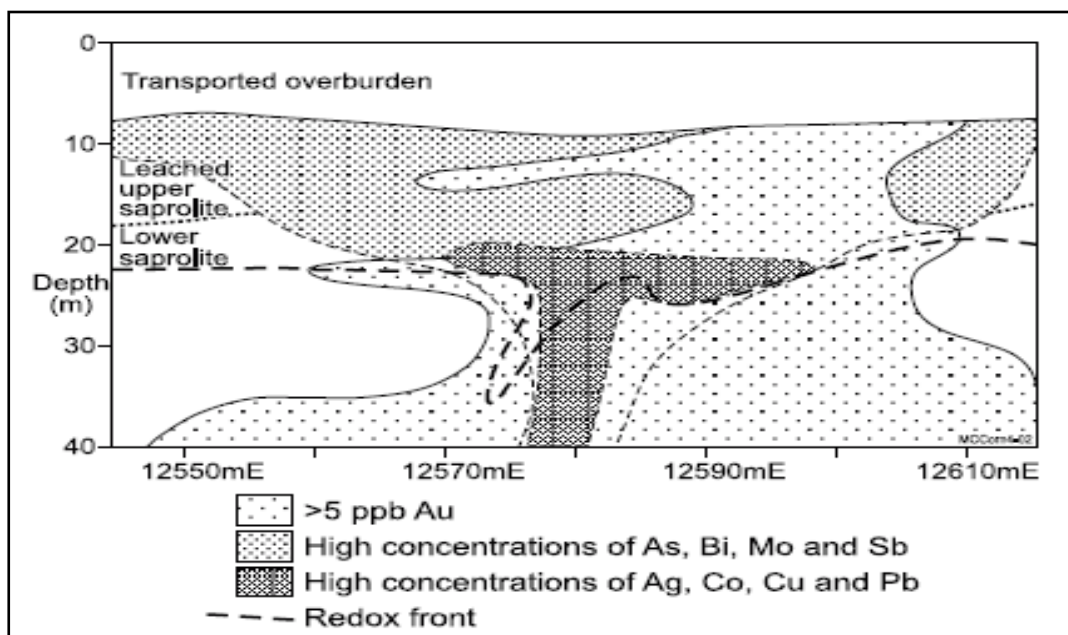 0
Transported overburden
10
Leached
upper
saprolite
20
Lower
saprolite
Depth
(m)
30
40
12550mE
12570mE
12590mE
12610mE
>5 ppb Au
High concentrations of As, Bi, Mo and Sb
High concentrations of Ag, Co, Cu and Pb
Redox front